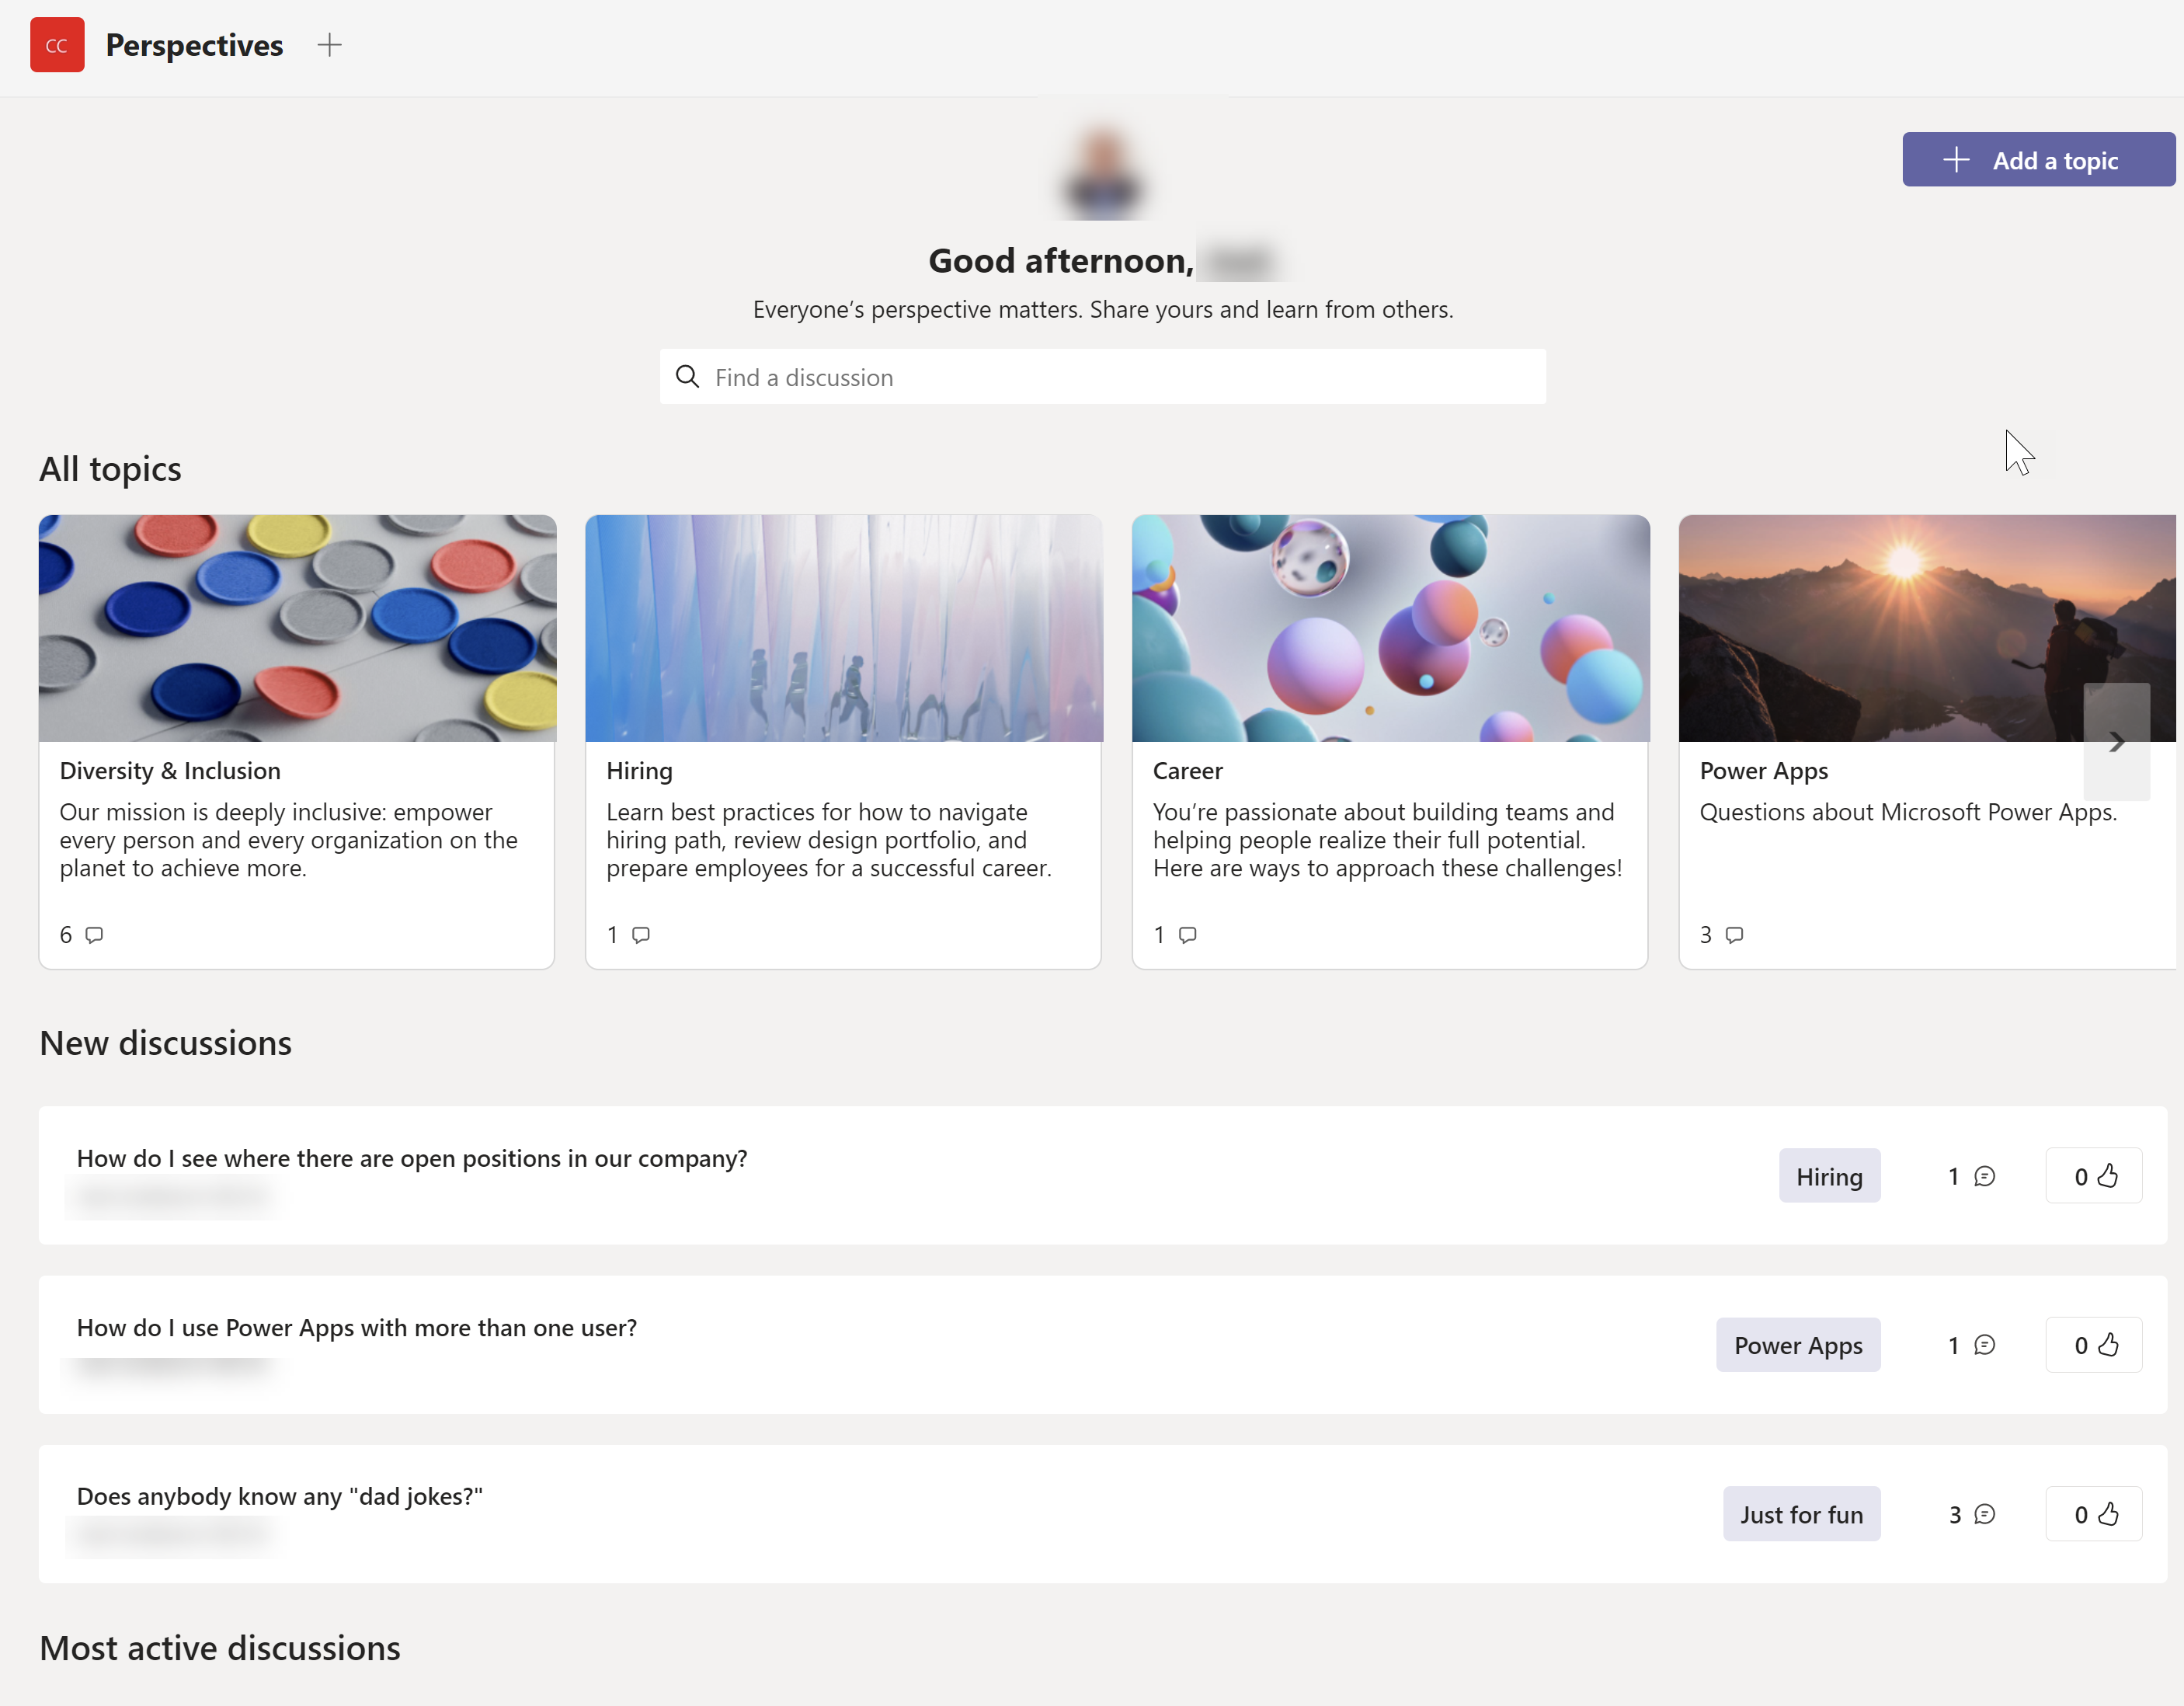 CC Perspectives
Add a topic
Good afternoon,
Everyone’s perspective matters. Share yours and learn from others.
Find a discussion
All topics
Diversity & Inclusion
Our mission is deeply inclusive: empower
every person and every organization on the
planet to achieve more.
6
Hiring
Learn best practices for how to navigate
hiring path, review design portfolio, and
prepare employees for a successful career.
1
Career
You’re passionate about building teams and
helping people realize their full potential.
Here are ways to approach these challenges!
1
Power Apps
Questions about Microsoft Power Apps.
3
New discussions
How do I see where there are open positions in our company?
Hiring 1 0
How do I use Power Apps with more than one user?
Power Apps 1 0
Does anybody know any "dad jokes?"
Just for fun 3 0
Most active discussions